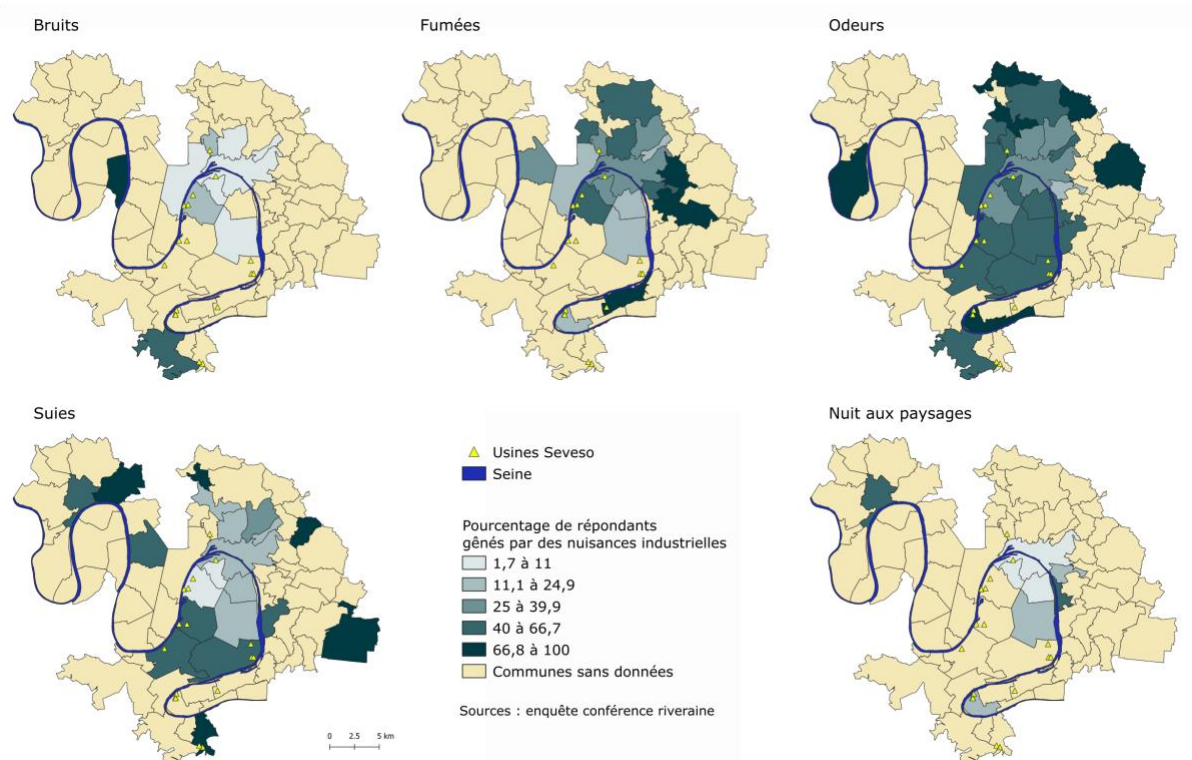 Bruits
Fumées
Odeurs
Suies
Nuit aux paysages
Usines Seveso
Seine
Pourcentage de répondants
gênés par des nuisances industrielles
1,7 à 11
11,1 à 24,9
25 à 39,9
40 à 66,7
66,8 à 100
Communes sans données
Sources : enquête conférence riveraine
0 2.5 5 km